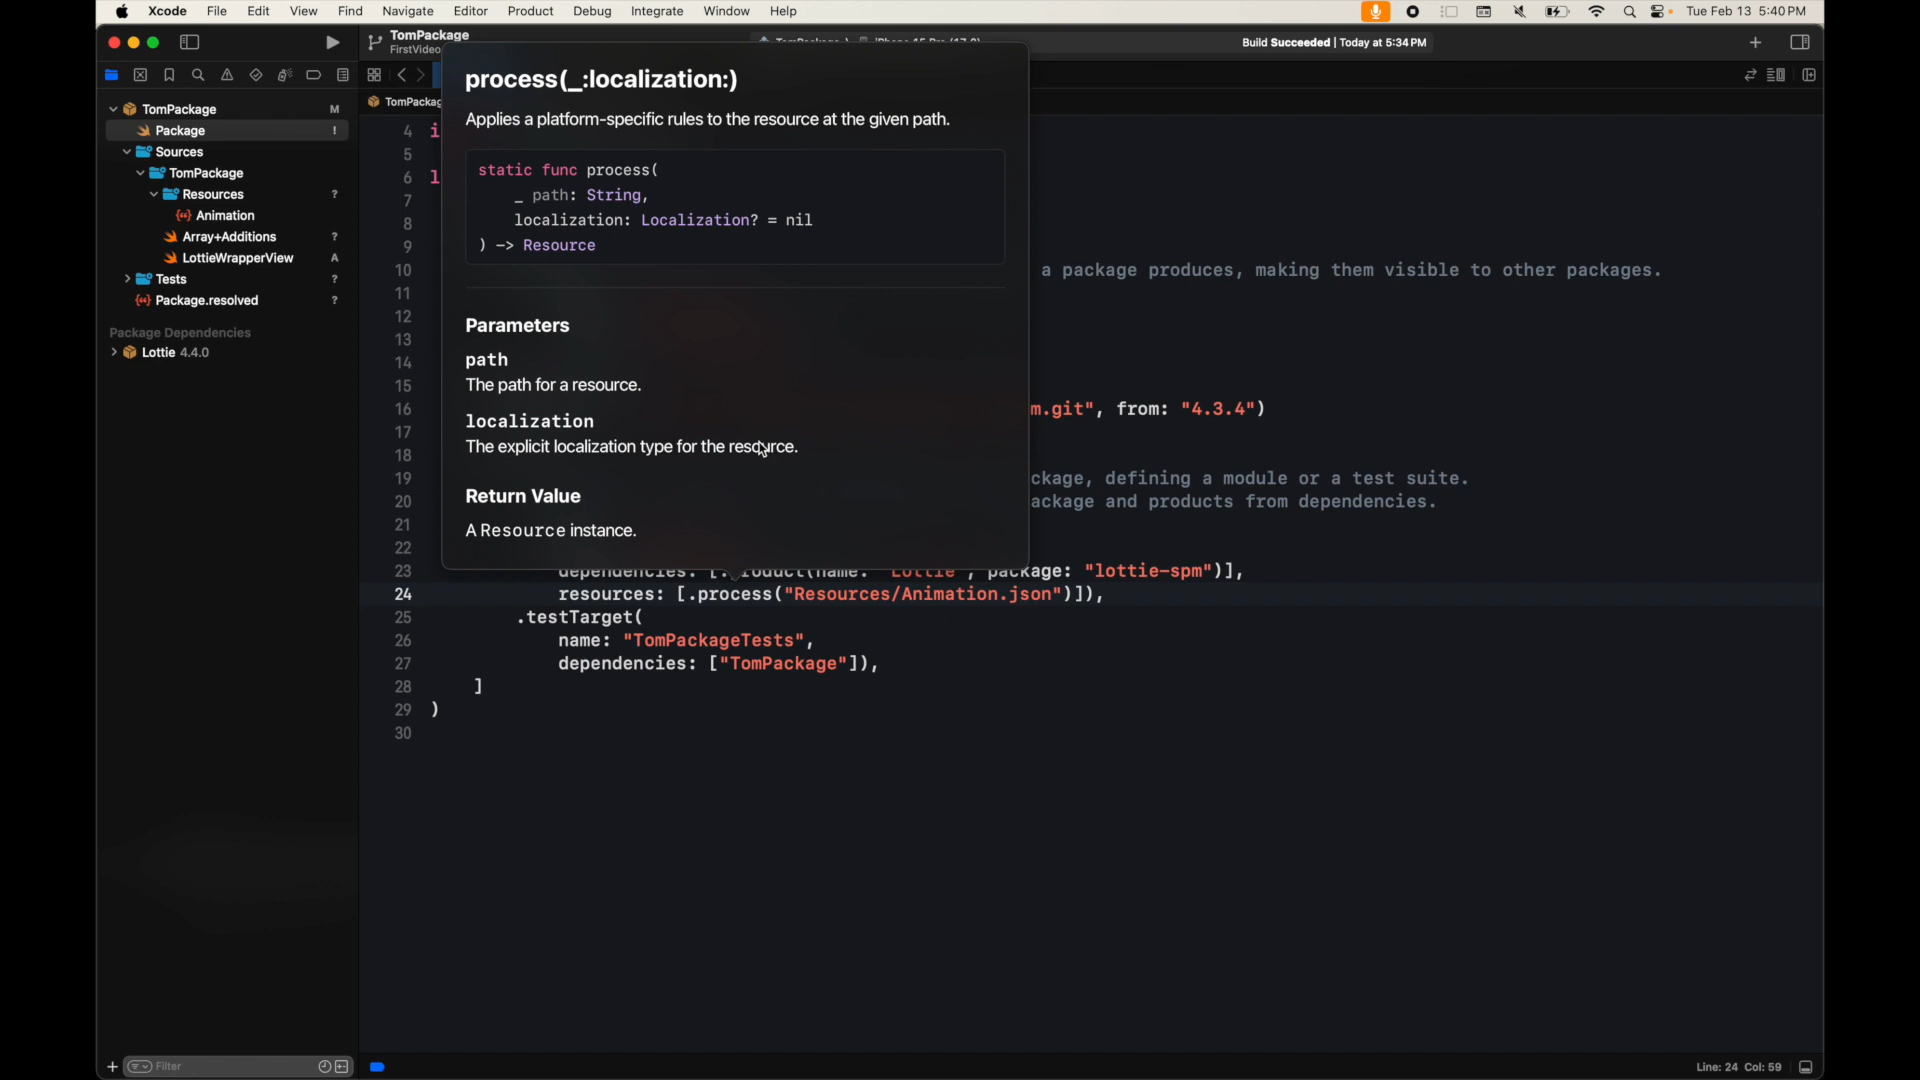 Xcode File Edit View Find Navigate Editor Product Debug Integrate Window Help Tue Feb 13 5:40 PM
TomPackage
FirstVideo
Build Succeeded | Today at 5:34 PM
TomPackage M
Package !
Sources
TomPackage
Resources ?
Animation
Array+Additions ?
LottieWrapperView A
Tests ?
Package.resolved ?
Package Dependencies
Lottie 4.4.0
Filter
process(_:localization:)
Applies a platform-specific rules to the resource at the given path.
static func process(
_ path: String,
localization: Localization? = nil
) -> Resource
Parameters
path
The path for a resource.
localization
The explicit localization type for the resource.
Return Value
A Resource instance.
4
5
6
7
8
9
10 a package produces, making them visible to other packages.
11
12
13
14
15
16 m.git", from: "4.3.4")
17
18
19 ckage, defining a module or a test suite.
20 ackage and products from dependencies.
21
22
23 dependencies: [.product(name: "Lottie", package: "lottie-spm")],
24 resources: [.process("Resources/Animation.json")]),
25 .testTarget(
26 name: "TomPackageTests",
27 dependencies: ["TomPackage"]),
28 ]
29 )
30
Line: 24 Col: 59